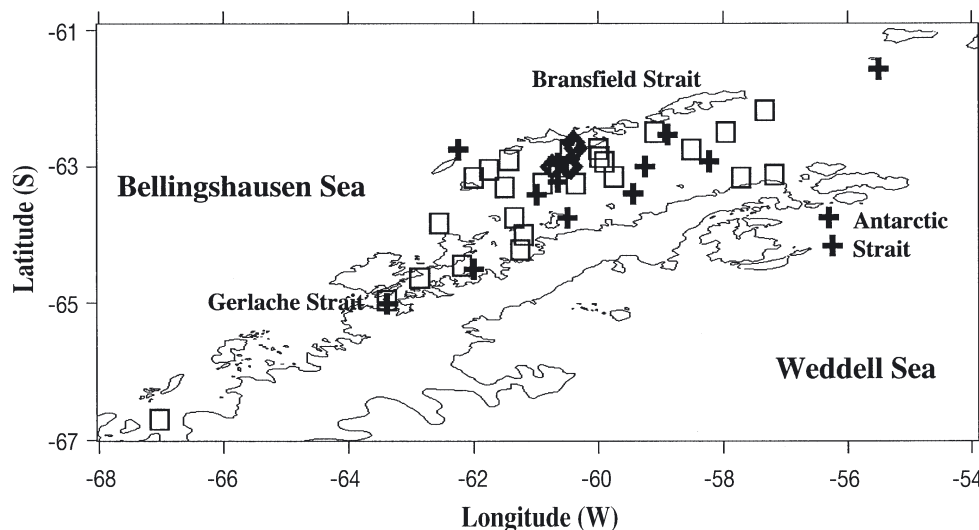 -61
Bransfield Strait
-63
Bellingshausen Sea
Latitude (S)
Antarctic
Strait
-65
Gerlache Strait
Weddell Sea
-67
-68 -66 -64 -62 -60 -58 -56 -54
Longitude (W)